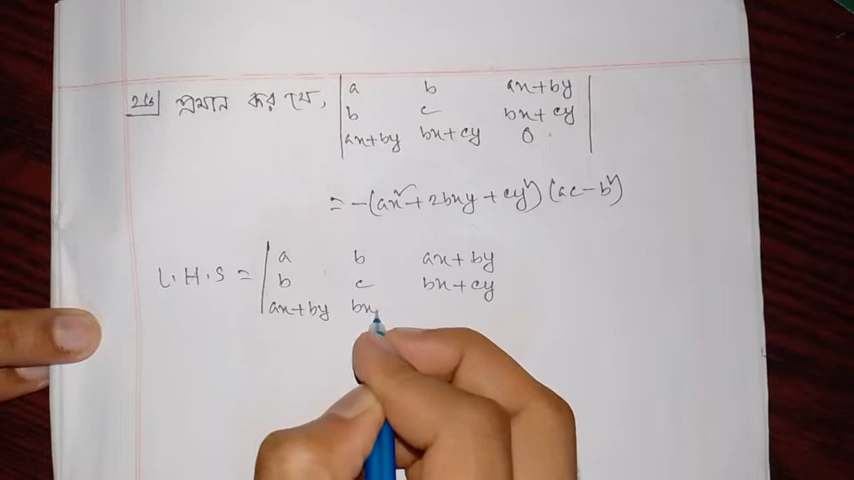 ২৬ প্রমান কর যে, | a b ax+by |
| b c bx+cy |
| ax+by bx+cy 0 |
= -(ax²+2bxy+cy²)(ac-b²)
L.H.S = | a b ax+by
b c bx+cy
ax+by bx